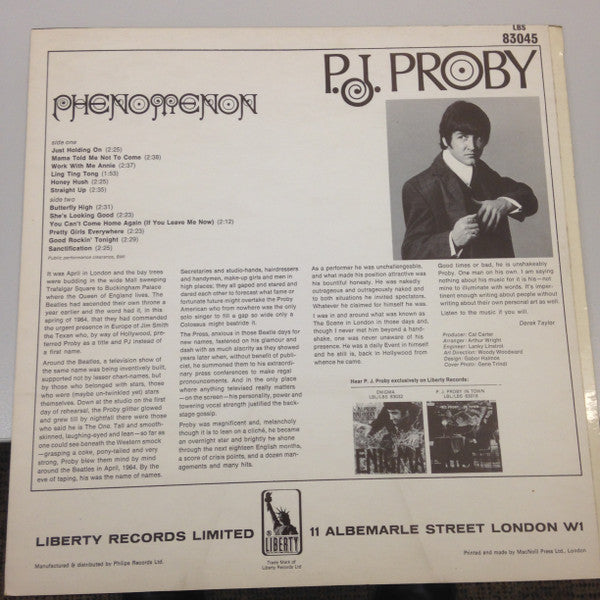 LBS
83045
P.J. PROBY
PHENOMENON
side one
Just Holding On (2:25)
Mama Told Me Not To Come (2:38)
Work With Me Annie (2:37)
Ling Ting Tong (1:53)
Honey Hush (2:25)
Straight Up (2:35)
side two
Butterfly High (2:31)
She's Looking Good (2:23)
You Can't Come Home Again (If You Leave Me Now) (2:12)
Pretty Girls Everywhere (2:23)
Good Rockin' Tonight (2:29)
Sanctification (2:25)
Public performance clearance, BMI
It was April in London and the bay trees
were budding in the wide Mall sweeping
Trafalgar Square to Buckingham Palace
where the Queen of England lives. The
Beatles had ascended their own throne a
year earlier and the word had it, in this
spring of 1964, that they had commanded
the urgent presence in Europe of Jim Smith
the Texan who, by way of Hollywood, pre-
ferred Proby as a title and PJ instead of
a first name.
Around the Beatles, a television show of
the same name was being inventively built,
supported not by lesser chart-names, but
by those who belonged with stars, those
who were (maybe un-twinkled yet) stars
themselves. Down at the studio on the first
day of rehearsal, the Proby glitter glowed
and grew till by nightfall there were those
who said he is The One. Tall and smooth-
skinned, laughing-eyed and lean—so far as
one could see beneath the Western smock
—grasping a coke, pony-tailed and very
strong, Proby blew them mind by mind
around the Beatles in April, 1964. By the
eve of taping, his was the name of names.
Secretaries and studio-hands, hairdressers
and handymen, make-up girls and men in
high places; they all gaped and stared and
dared each other to forecast what fame or
fortunate future might overtake the Proby
American who from nowhere was the only
solo singer to fill a gap so wide only a
Colossus might bestride it.
The Press, anxious in those Beatle days for
new names, fastened on his glamour and
dash with as much alacrity as they showed
years later when, without benefit of public-
ist, he summoned them to his extraordi-
nary press conferences to make regal
pronouncements. And in the only place
where anything televised really matters
—on the screen—his personality, power and
towering vocal strength justified the back-
stage gossip.
Proby was magnificent and, melancholy
though it is to lean on a cliché, he became
an overnight star and brightly he shone
through the next eighteen English months,
a score of crisis points, and a dozen man-
agements and many hits.
As a performer he was unchallengeable,
and what made his position attractive was
his bountiful honesty. He was nakedly
outrageous and outrageously naked and to
both situations he invited spectators.
Whatever he claimed for himself he was.
I was in and around what was known as
The Scene in London in those days and,
though I never met him beyond a hand-
shake, one was never unaware of his
presence. He was a daily Event in himself
and he still is, back in Hollywood from
whence he came.
Good times or bad, he is unshakeably
Proby. One man on his own. I am saying
nothing about his music for it is his—not
mine to illuminate with words. It's imper-
tinent enough writing about people without
writing about their own personal art as well.
Listen to the music if you will.
Derek Taylor
Producer: Cal Carter
Arranger: Arthur Wright
Engineer: Lanky Linstrot
Art Direction: Woody Woodward
Design: Gabor Halmos
Cover Photo: Gene Trindl
Hear P. J. Proby exclusively on Liberty Records:
ENIGMA
LBL/LBS 83032
P. J. PROBY IN TOWN
LBL/LBS 83018
LIBERTY RECORDS LIMITED
LIBERTY
11 ALBEMARLE STREET LONDON W1
Manufactured & distributed by Philips Records Ltd.
Trade Mark of
Liberty Records Ltd
Printed and made by MacNeill Press Ltd., London